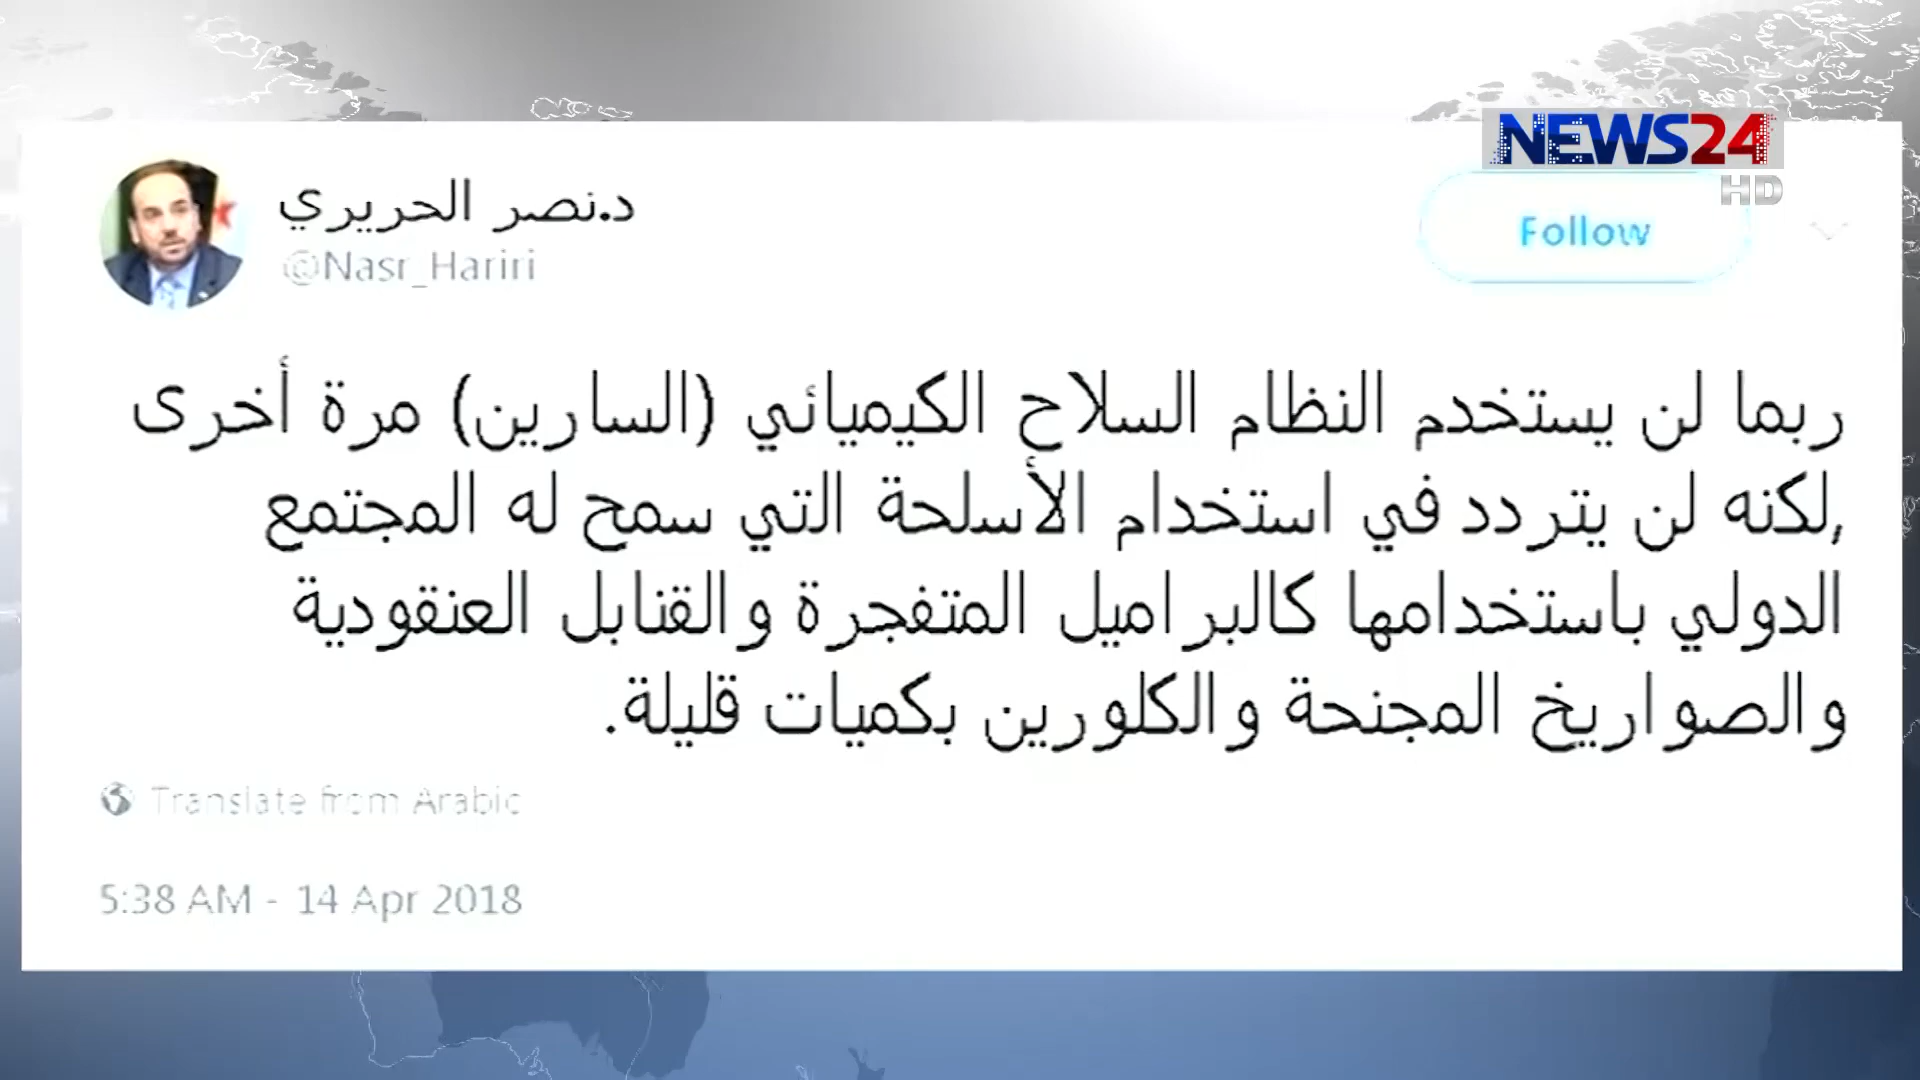 NEWS24
HD
د.نصر الحريري
@Nasr_Hariri
Follow
ربما لن يستخدم النظام السلاح الكيميائي (السارين) مرة أخرى
,لكنه لن يتردد في استخدام الأسلحة التي سمح له المجتمع
الدولي باستخدامها كالبراميل المتفجرة والقنابل العنقودية
والصواريخ المجنحة والكلورين بكميات قليلة.
Translate from Arabic
5:38 AM - 14 Apr 2018